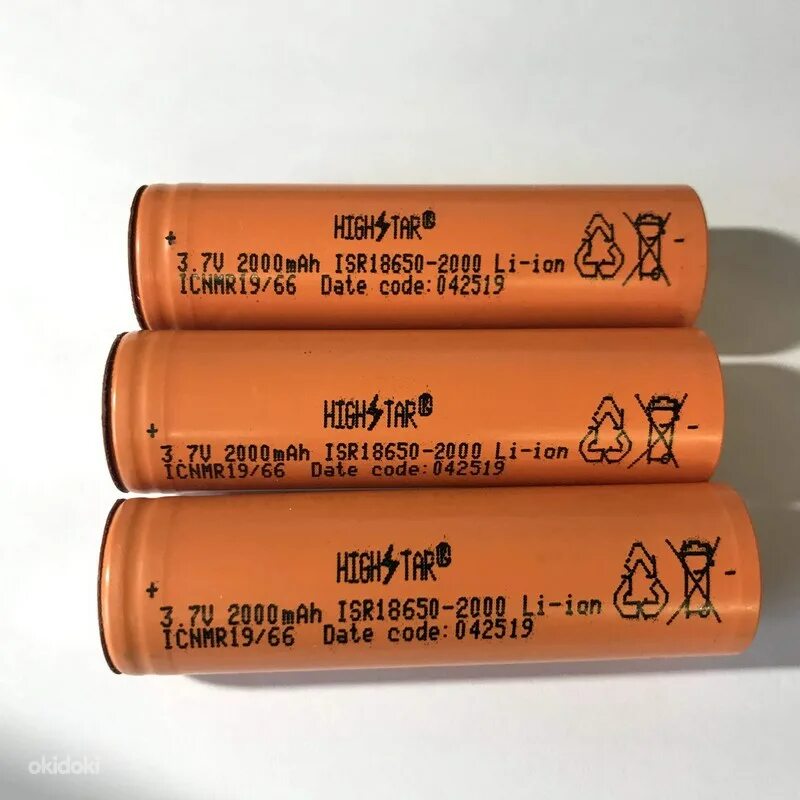 HIGHSTAR
+ -
3.7V 2000mAh ISR18650-2000 Li-ion
ICNMR19/66 Date code:042519
HIGHSTAR
+ -
3.7V 2000mAh ISR18650-2000 Li-ion
ICNMR19/66 Date code:042519
HIGHSTAR
+ -
3.7V 2000mAh ISR18650-2000 Li-ion
ICNMR19/66 Date code:042519
okidoki